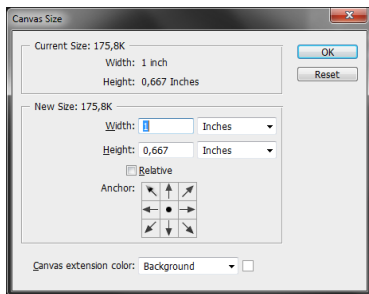 Canvas Size
Current Size: 175,8K
Width: 1 inch
Height: 0,667 Inches
OK
Reset
New Size: 175,8K
Width: 1 Inches
Height: 0,667 Inches
Relative
Anchor:
Canvas extension color: Background